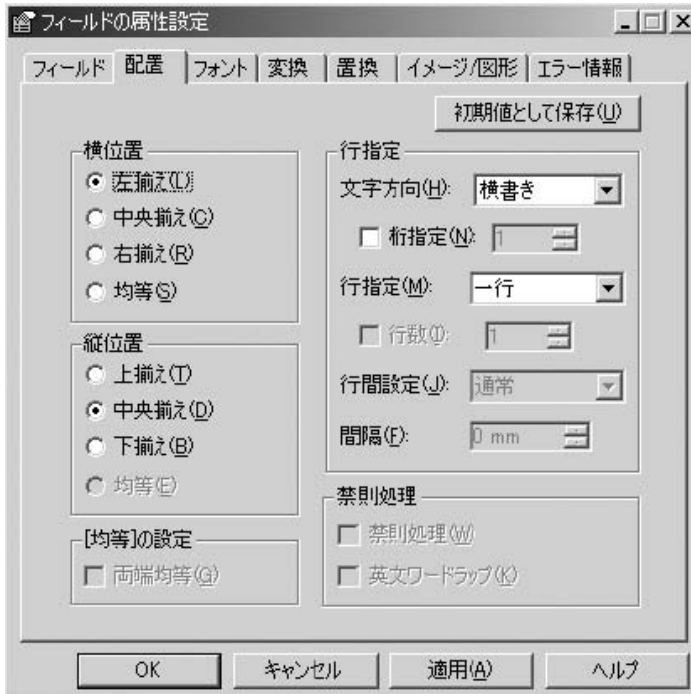 フィールドの属性設定
フィールド 配置 フォント 変換 置換 イメージ/図形 エラー情報
初期値として保存(U)
横位置
左揃え(L)
中央揃え(C)
右揃え(R)
均等(S)
縦位置
上揃え(T)
中央揃え(D)
下揃え(B)
均等(E)
[均等]の設定
両端均等(G)
行指定
文字方向(H): 横書き
桁指定(N): 1
行指定(M): 一行
行数(I): 1
行間設定(J): 通常
間隔(F): 0 mm
禁則処理
禁則処理(W)
英文ワードラップ(K)
OK キャンセル 適用(A) ヘルプ